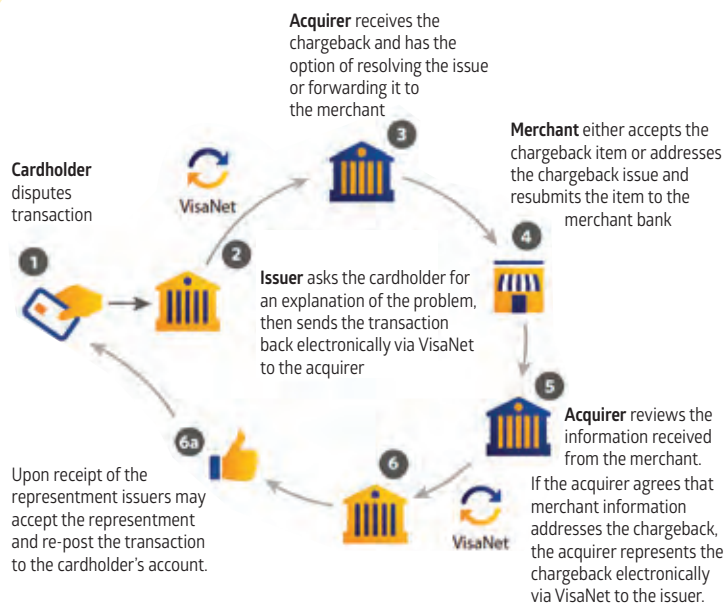 1
Cardholder
disputes
transaction
VisaNet
2
Issuer asks the cardholder for
an explanation of the problem,
then sends the transaction
back electronically via VisaNet
to the acquirer
3
Acquirer receives the
chargeback and has the
option of resolving the issue
or forwarding it to
the merchant
4
Merchant either accepts the
chargeback item or addresses
the chargeback issue and
resubmits the item to the
merchant bank
5
Acquirer reviews the
information received
from the merchant.
If the acquirer agrees that
merchant information
addresses the chargeback,
the acquirer represents the
chargeback electronically
via VisaNet to the issuer.
VisaNet
6
6a
Upon receipt of the
representment issuers may
accept the representment
and re-post the transaction
to the cardholder’s account.